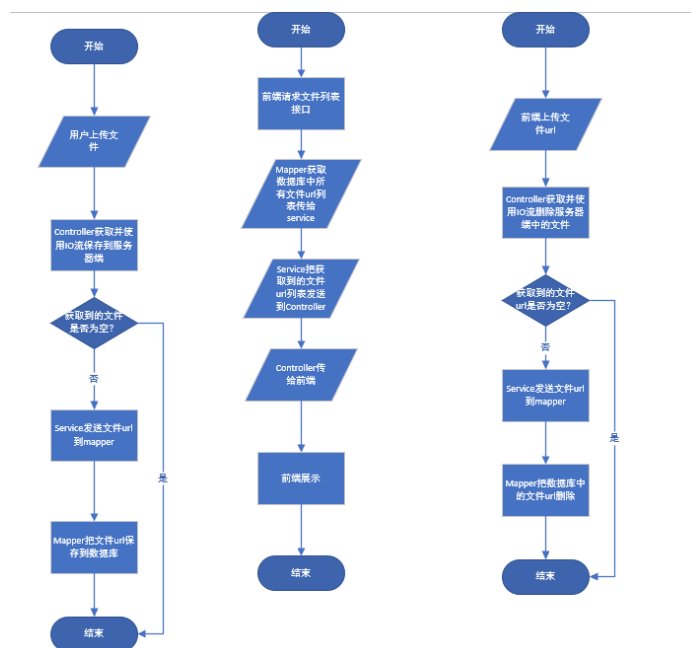 开始
用户上传文
件
Controller获取并使
用IO流保存到服务
器端
获取到的文件
是否为空?
否
是
Service发送文件url
到mapper
Mapper把文件url保
存到数据库
结束
开始
前端请求文件列表
接口
Mapper获取
数据库中所
有文件url列
表传给
service
Service把获
取到的文件
url列表发送
到Controller
Controller传
给前端
前端展示
结束
开始
前端上传文
件url
Controller获取并使
用IO流删除服务器
端中的文件
获取到的文件
url是否为空?
否
是
Service发送文件url
到mapper
Mapper把数据库中
的文件url删除
结束